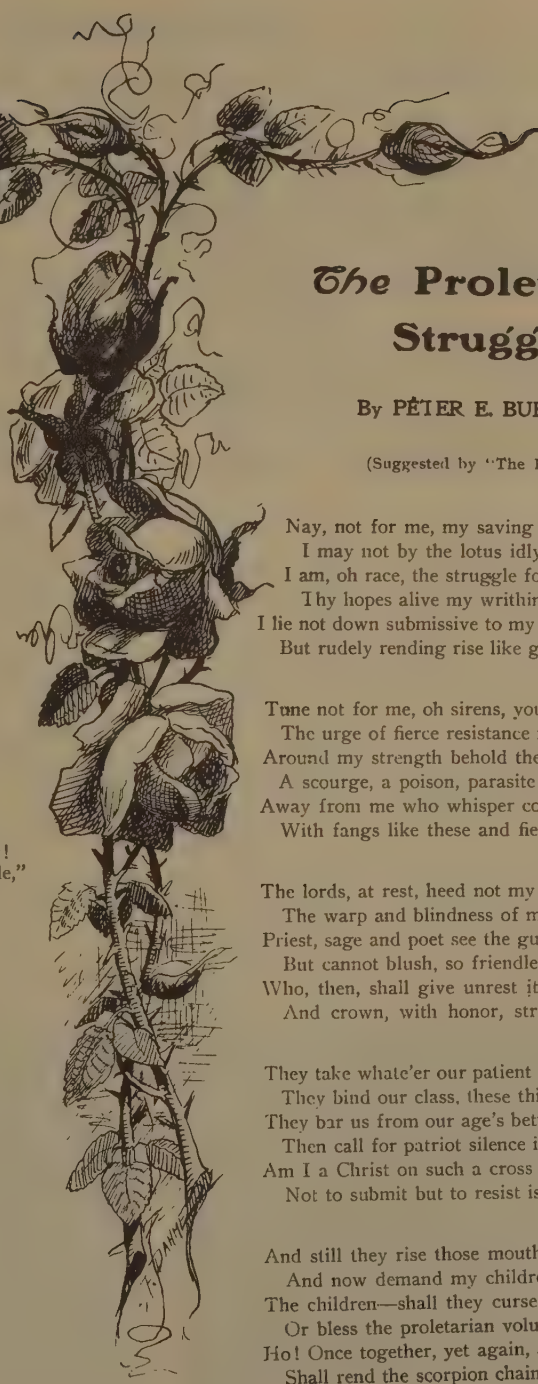 The Prole
Strugg
By PETER E. BUR
(Suggested by "The
Nay, not for me, my saving
I may not by the lotus idly
I am, oh race, the struggle fo
Thy hopes alive my writhin
I lie not down submissive to my
But rudely rending rise like g
Tune not for me, oh sirens, you
The urge of fierce resistance
Around my strength behold the
A scourge, a poison, parasite
Away from me who whisper co
With fangs like these and fie
!
le,"
The lords, at rest, heed not my
The warp and blindness of m
Priest, sage and poet see the gu
But cannot blush, so friendle
Who, then, shall give unrest it
And crown, with honor, str
They take whate'er our patient
They bind our class, these thi
They bar us from our age's bet
Then call for patriot silence i
Am I a Christ on such a cross
Not to submit but to resist is
And still they rise those mouth
And now demand my childre
The children—shall they curse
Or bless the proletarian volu
Ho! Once together, yet again,
Shall rend the scorpion chain
DAHME